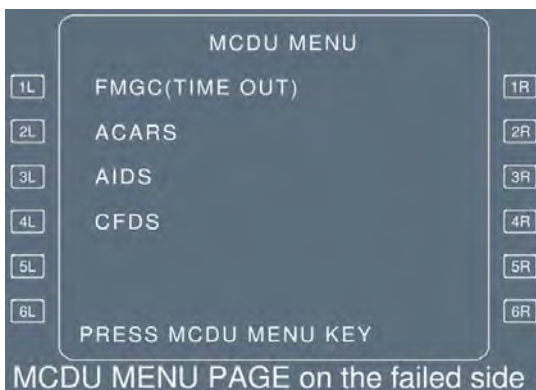 MCDU MENU
1L FMGC(TIME OUT) 1R
2L ACARS 2R
3L AIDS 3R
4L CFDS 4R
5L 5R
6L 6R
PRESS MCDU MENU KEY
MCDU MENU PAGE on the failed side